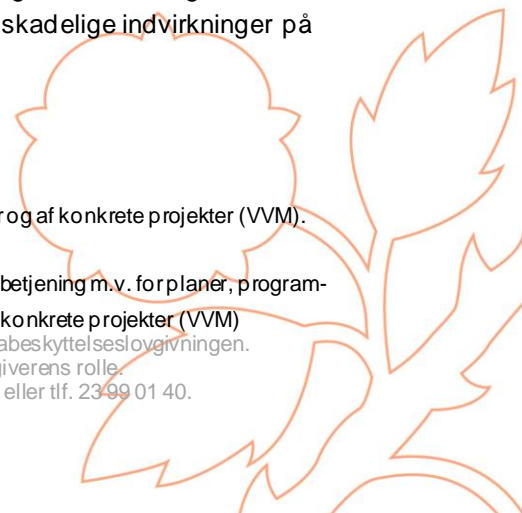 skadelige indvirkninger på
og af konkrete projekter (VVM).
betjening m.v. for planer, program-
konkrete projekter (VVM)
abeskyttelseslovgivningen.
giverens rolle.
eller tlf. 23 99 01 40.